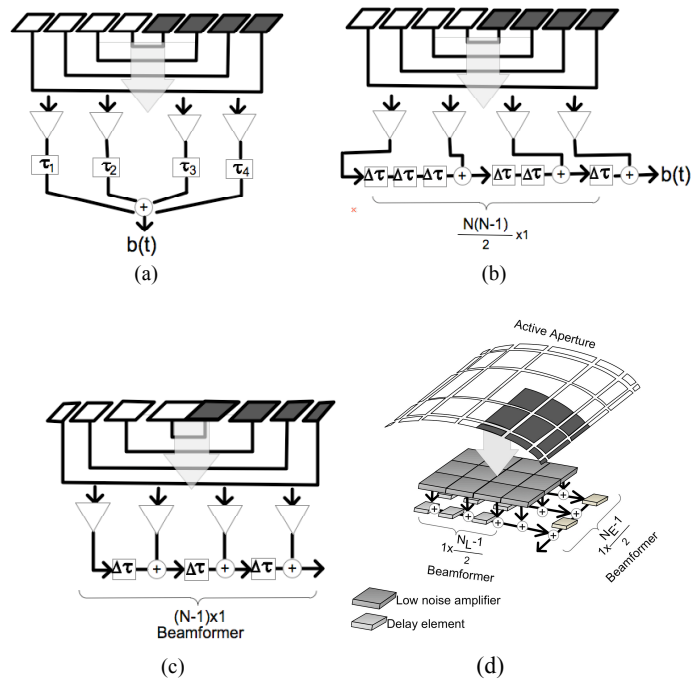 τ1
τ2
τ3
τ4
+
b(t)
(a)
Δτ Δτ Δτ + Δτ Δτ + Δτ + b(t)
N(N-1)
2
x1
(b)
Δτ + Δτ + Δτ +
(N-1)x1
Beamformer
(c)
Active Aperture
+ + + + + + + +
1x
NL-1
2
Beamformer
1x
NE-1
2
Beamformer
Low noise amplifier
Delay element
(d)